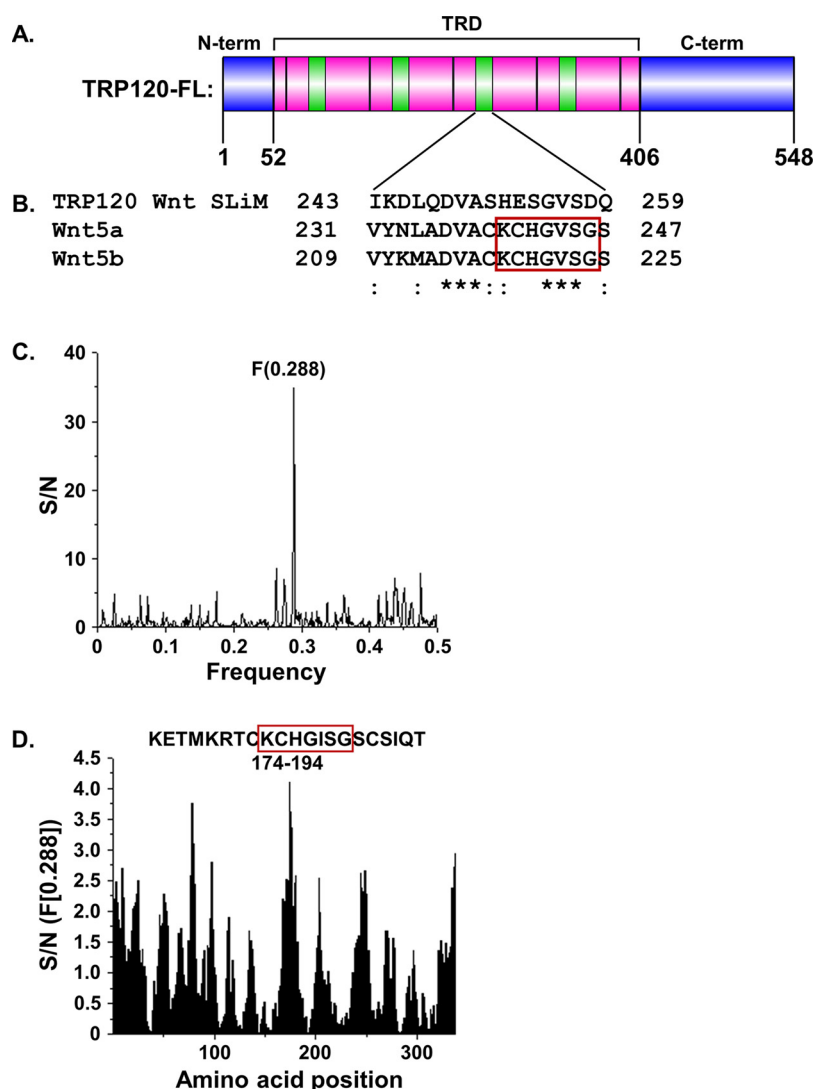 A.
TRD
N-term
C-term
TRP120-FL:
1 52 406 548
B.
TRP120 Wnt SLiM 243 IKDLQDVASHESGVSDQ 259
Wnt5a 231 VYNLADVACKCHGVSGS 247
Wnt5b 209 VYKMADVACKCHGVSGS 225
: : ***:: *** :
C.
F(0.288)
S/N
40
30
20
10
0
0 0.1 0.2 0.3 0.4 0.5
Frequency
D.
KETMKRTCKCHGISGSCSIQT
174-194
S/N (F[0.288])
4.5
4.0
3.5
3.0
2.5
2.0
1.5
1.0
0.5
0
100 200 300
Amino acid position